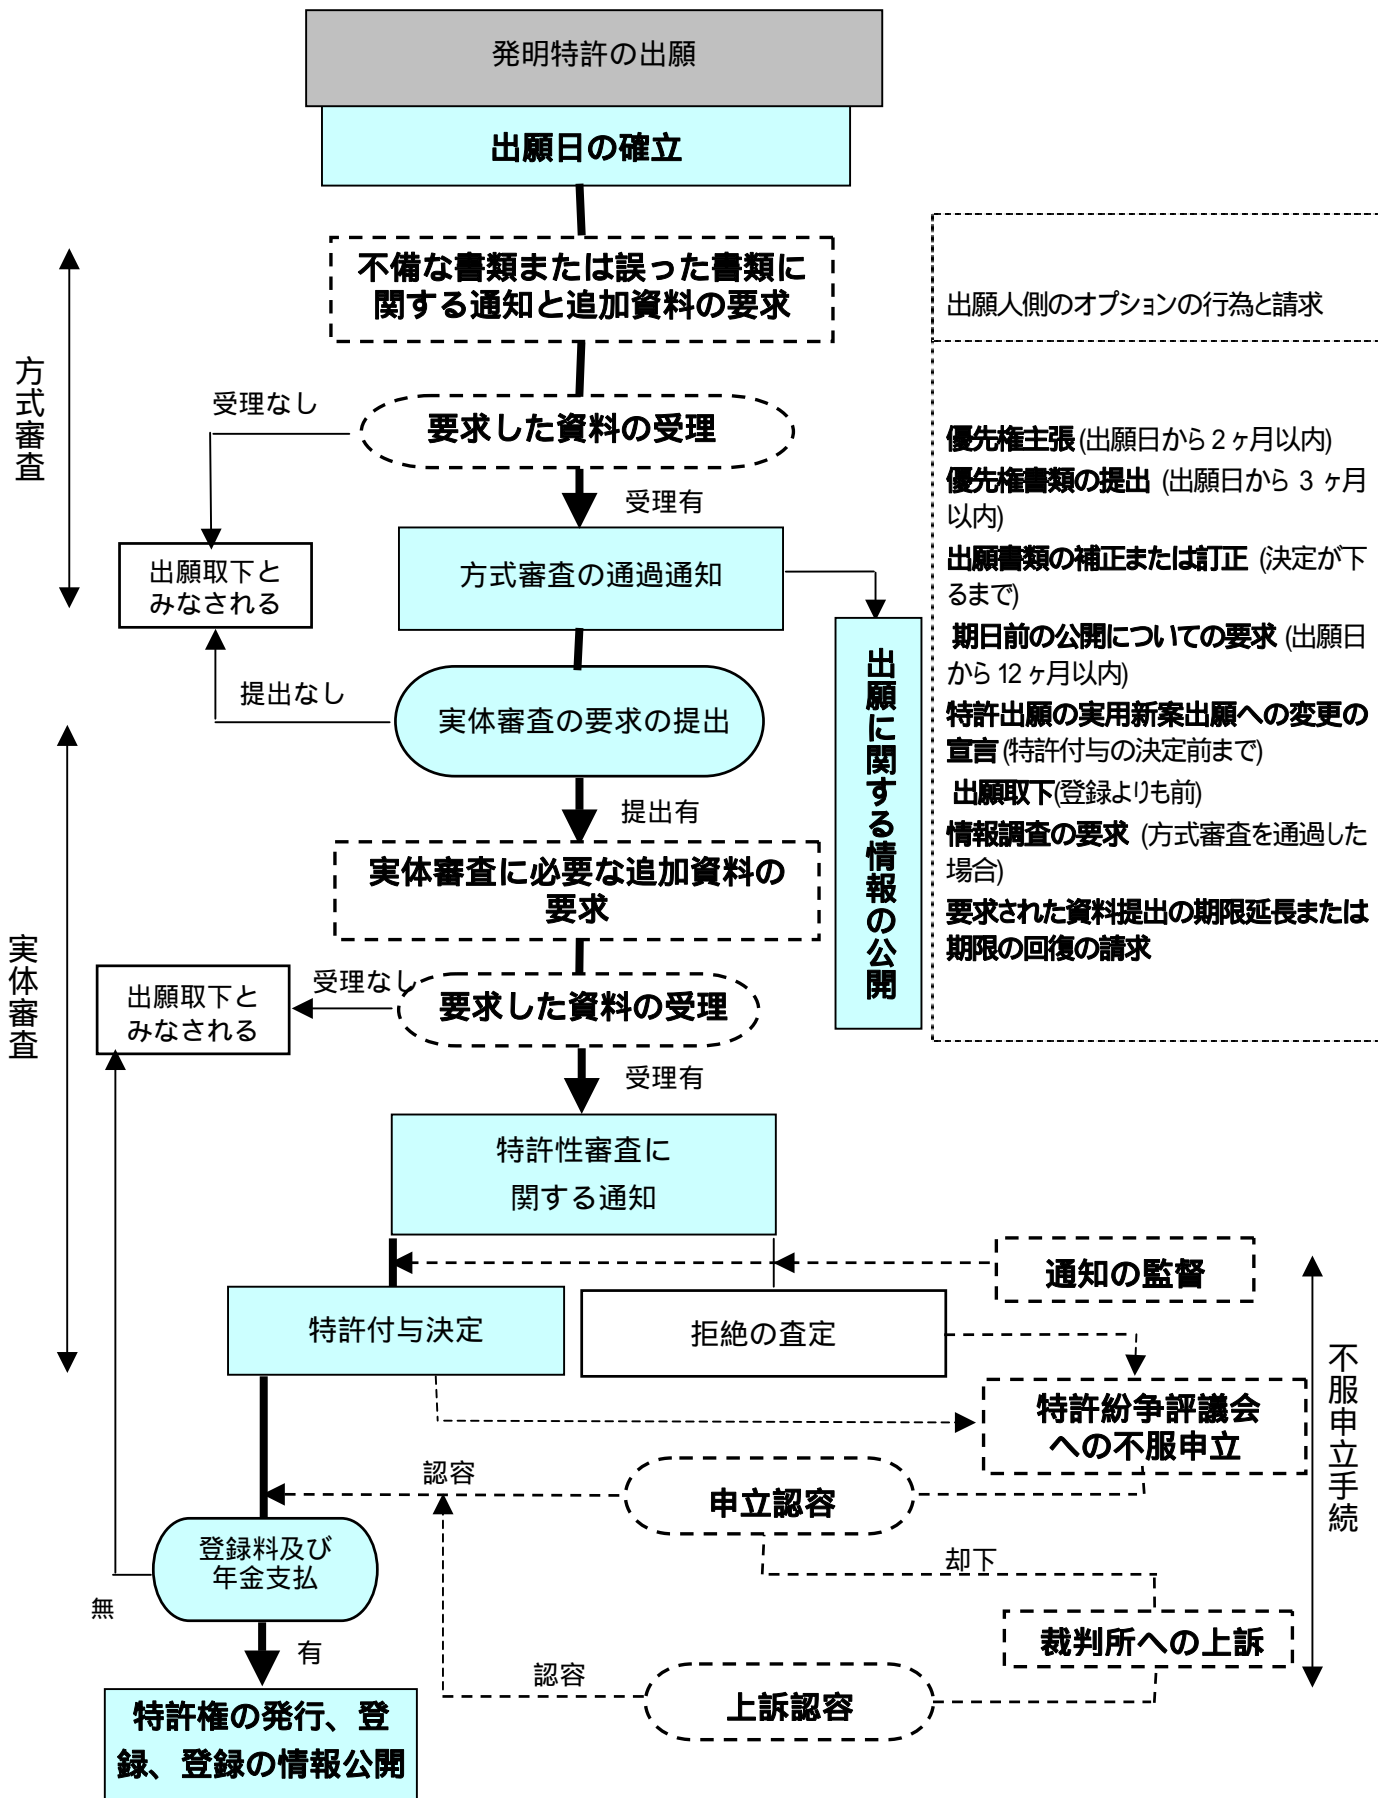 発明特許の出願
出願日の確立
不備な書類または誤った書類に
関する通知と追加資料の要求
方式審査
受理なし
要求した資料の受理
受理有
出願取下と
みなされる
方式審査の通過通知
提出なし
実体審査の要求の提出
提出有
出願に関する情報の公開
実体審査に必要な追加資料の
要求
実体審査
出願取下と
みなされる
受理なし
要求した資料の受理
受理有
特許性審査に
関する通知
通知の監督
特許付与決定
拒絶の査定
不服申立手続
特許紛争評議会
への不服申立
認容
申立認容
登録料及び
年金支払
却下
無
有
裁判所への上訴
認容
上訴認容
特許権の発行、登
録、登録の情報公開
出願人側のオプションの行為と請求
優先権主張 (出願日から 2 ヶ月以内)
優先権書類の提出 (出願日から 3 ヶ月
以内)
出願書類の補正または訂正 (決定が下
るまで)
期日前の公開についての要求 (出願日
から 12 ヶ月以内)
特許出願の実用新案出願への変更の
宣言 (特許付与の決定前まで)
出願取下(登録よりも前)
情報調査の要求 (方式審査を通過した
場合)
要求された資料提出の期限延長または
期限の回復の請求